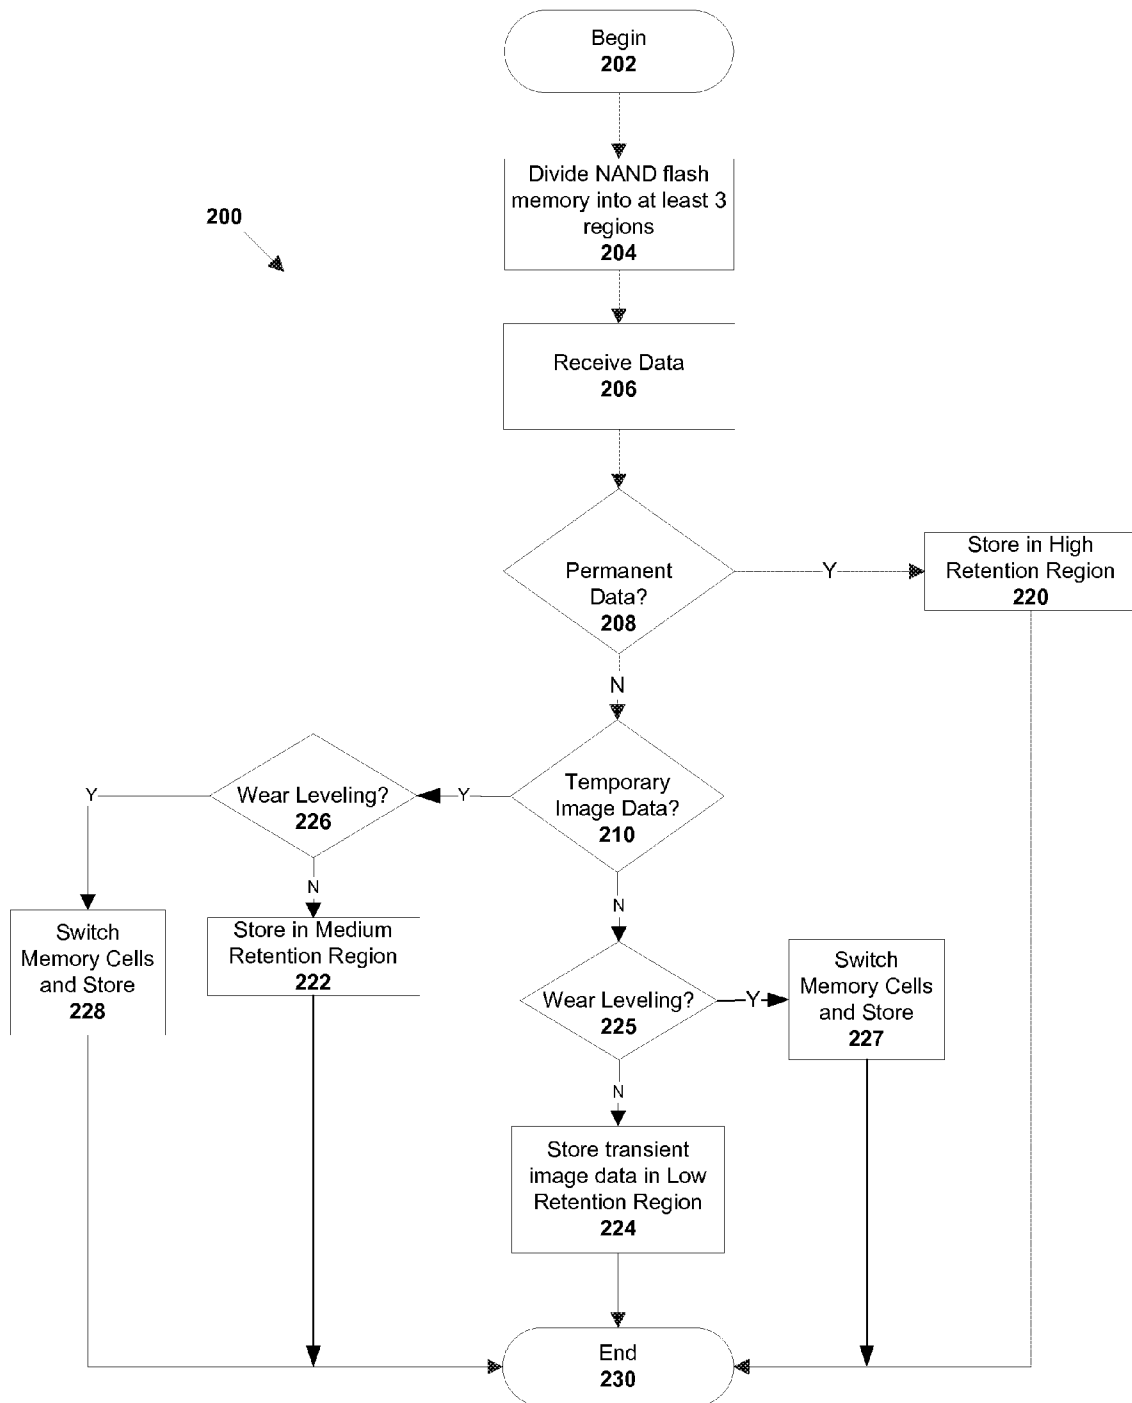 Begin
202
Divide NAND flash
memory into at least 3
regions
204
200
Receive Data
206
Permanent
Data?
208
Y
Store in High
Retention Region
220
N
Temporary
Image Data?
210
Y
Wear Leveling?
226
Y
N
Switch
Memory Cells
and Store
228
Store in Medium
Retention Region
222
N
Wear Leveling?
225
Y
Switch
Memory Cells
and Store
227
N
Store transient
image data in Low
Retention Region
224
End
230